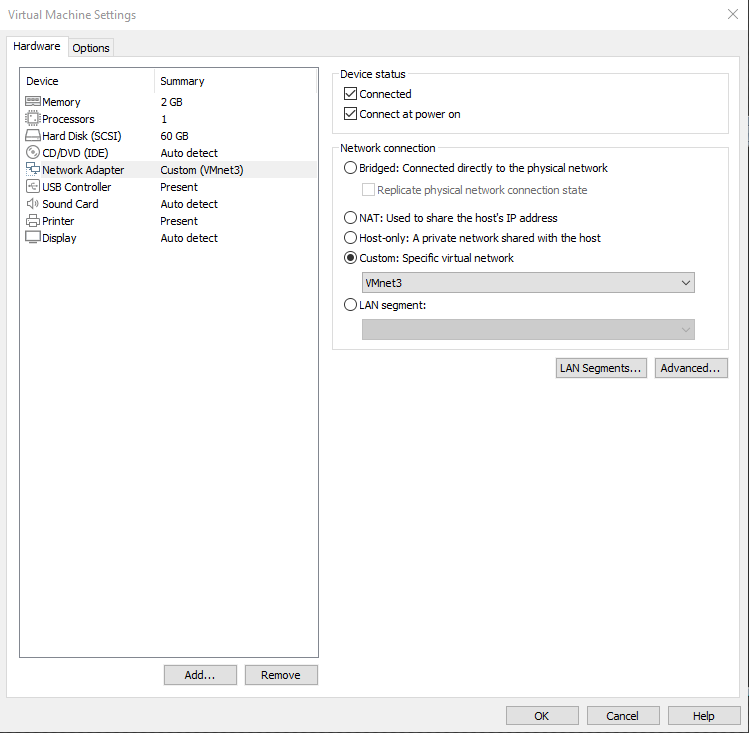 Virtual Machine Settings
Hardware
Options
Device Summary
Memory 2 GB
Processors 1
Hard Disk (SCSI) 60 GB
CD/DVD (IDE) Auto detect
Network Adapter Custom (VMnet3)
USB Controller Present
Sound Card Auto detect
Printer Present
Display Auto detect
Add...
Remove
Device status
Connected
Connect at power on
Network connection
Bridged: Connected directly to the physical network
Replicate physical network connection state
NAT: Used to share the host's IP address
Host-only: A private network shared with the host
Custom: Specific virtual network
VMnet3
LAN segment:
LAN Segments...
Advanced...
OK
Cancel
Help